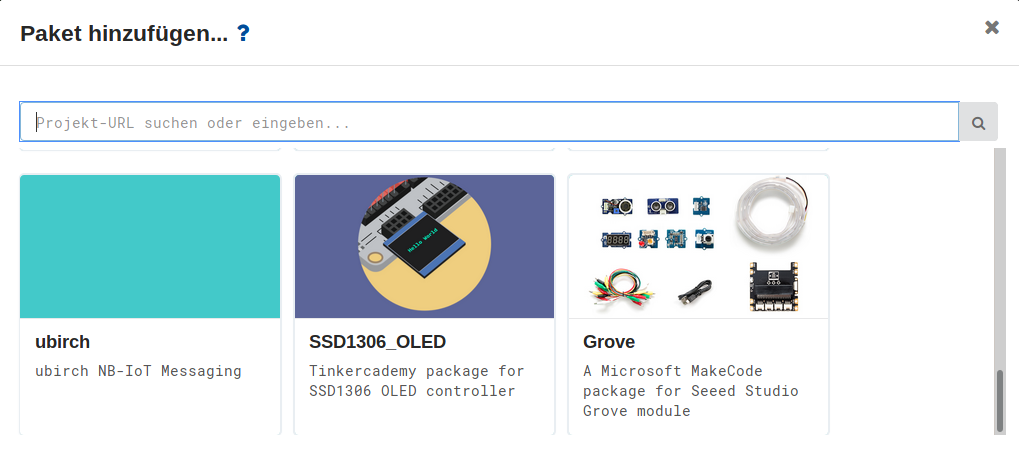 Paket hinzufügen... ?
Projekt-URL suchen oder eingeben...
Hello World
ubirch
ubirch NB-IoT Messaging
SSD1306_OLED
Tinkercademy package for
SSD1306 OLED controller
Grove
A Microsoft MakeCode
package for Seeed Studio
Grove module